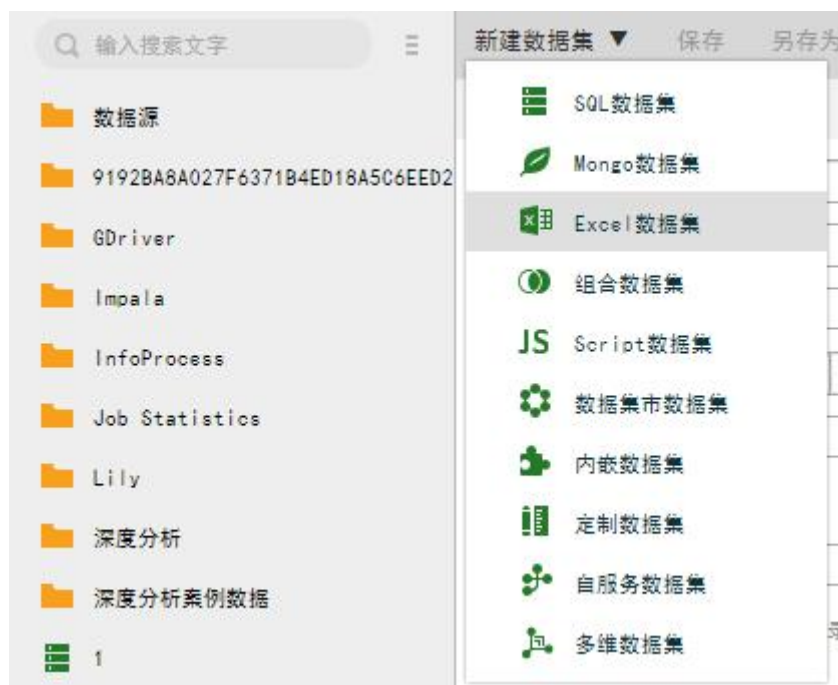 输入搜索文字
数据源
9192BA8A027F6371B4ED18A5C6EED2
GDriver
Impala
InfoProcess
Job Statistics
Lily
深度分析
深度分析案例数据
1
新建数据集 ▼ 保存 另存为
SQL数据集
Mongo数据集
Excel数据集
组合数据集
JS Script数据集
数据集市数据集
内嵌数据集
定制数据集
自服务数据集
多维数据集